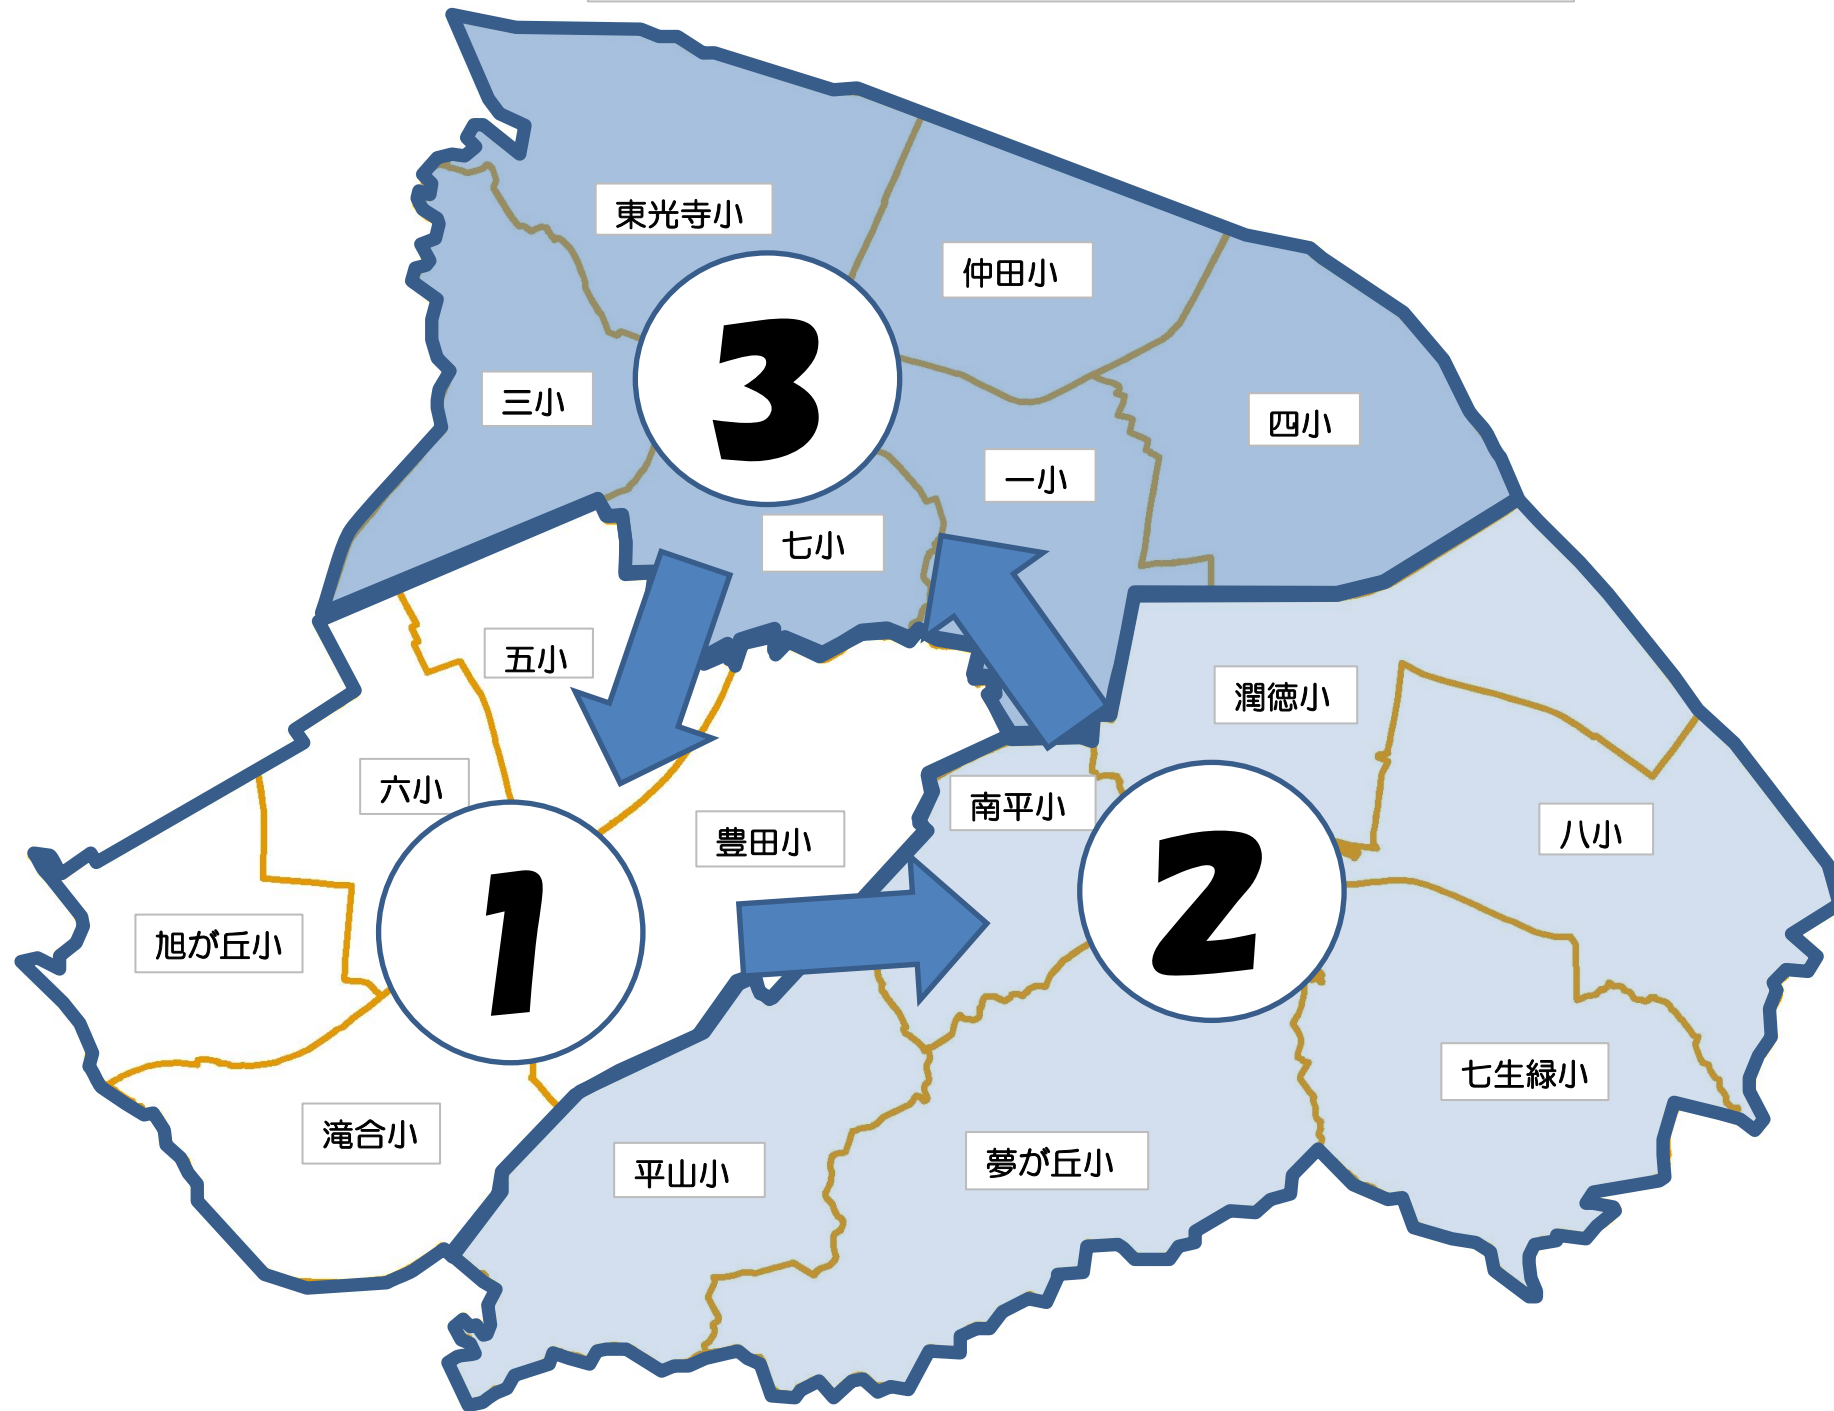 東光寺小
仲田小
3
三小
四小
一小
七小
五小
潤徳小
六小
南平小
豊田小
八小
2
1
旭が丘小
七生緑小
滝合小
夢が丘小
平山小